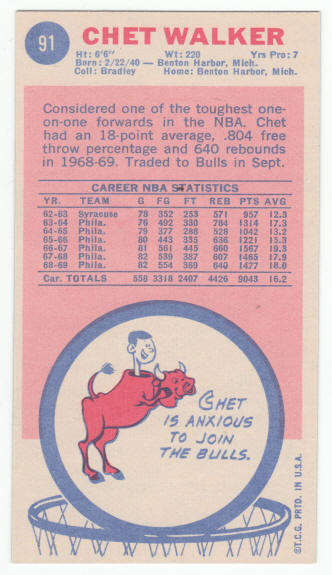 91
CHET WALKER
Ht: 6'6" Wt: 220 Yrs Pro: 7
Born: 2/22/40 — Benton Harbor, Mich.
Coll: Bradley Home: Benton Harbor, Mich.
Considered one of the toughest one-
on-one forwards in the NBA. Chet
had an 18-point average, .804 free
throw percentage and 640 rebounds
in 1968-69. Traded to Bulls in Sept.
CAREER NBA STATISTICS
YR. TEAM G FG FT REB PTS AVG
62-63 Syracuse 78 352 253 571 957 12.3
63-64 Phila. 76 492 330 784 1314 17.3
64-65 Phila. 79 377 288 528 1042 13.2
65-66 Phila. 80 443 335 636 1221 15.3
66-67 Phila. 81 561 445 660 1567 19.3
67-68 Phila. 82 539 387 607 1465 17.9
68-69 Phila. 82 554 369 640 1477 18.0
Car. TOTALS 558 3318 2407 4426 9043 16.2
CHET
IS ANXIOUS
TO JOIN
THE BULLS.
©T.C.G. PRTD. IN U.S.A.